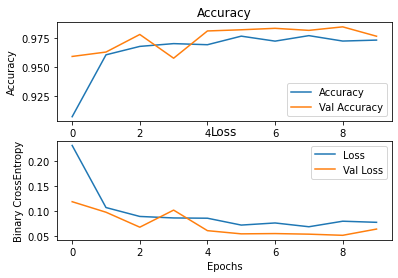 Accuracy
0.975
0.950
0.925
Accuracy
Accuracy
Val Accuracy
0 2 4 6 8
Loss
0.20
0.15
0.10
0.05
Binary CrossEntropy
Loss
Val Loss
0 2 4 6 8
Epochs